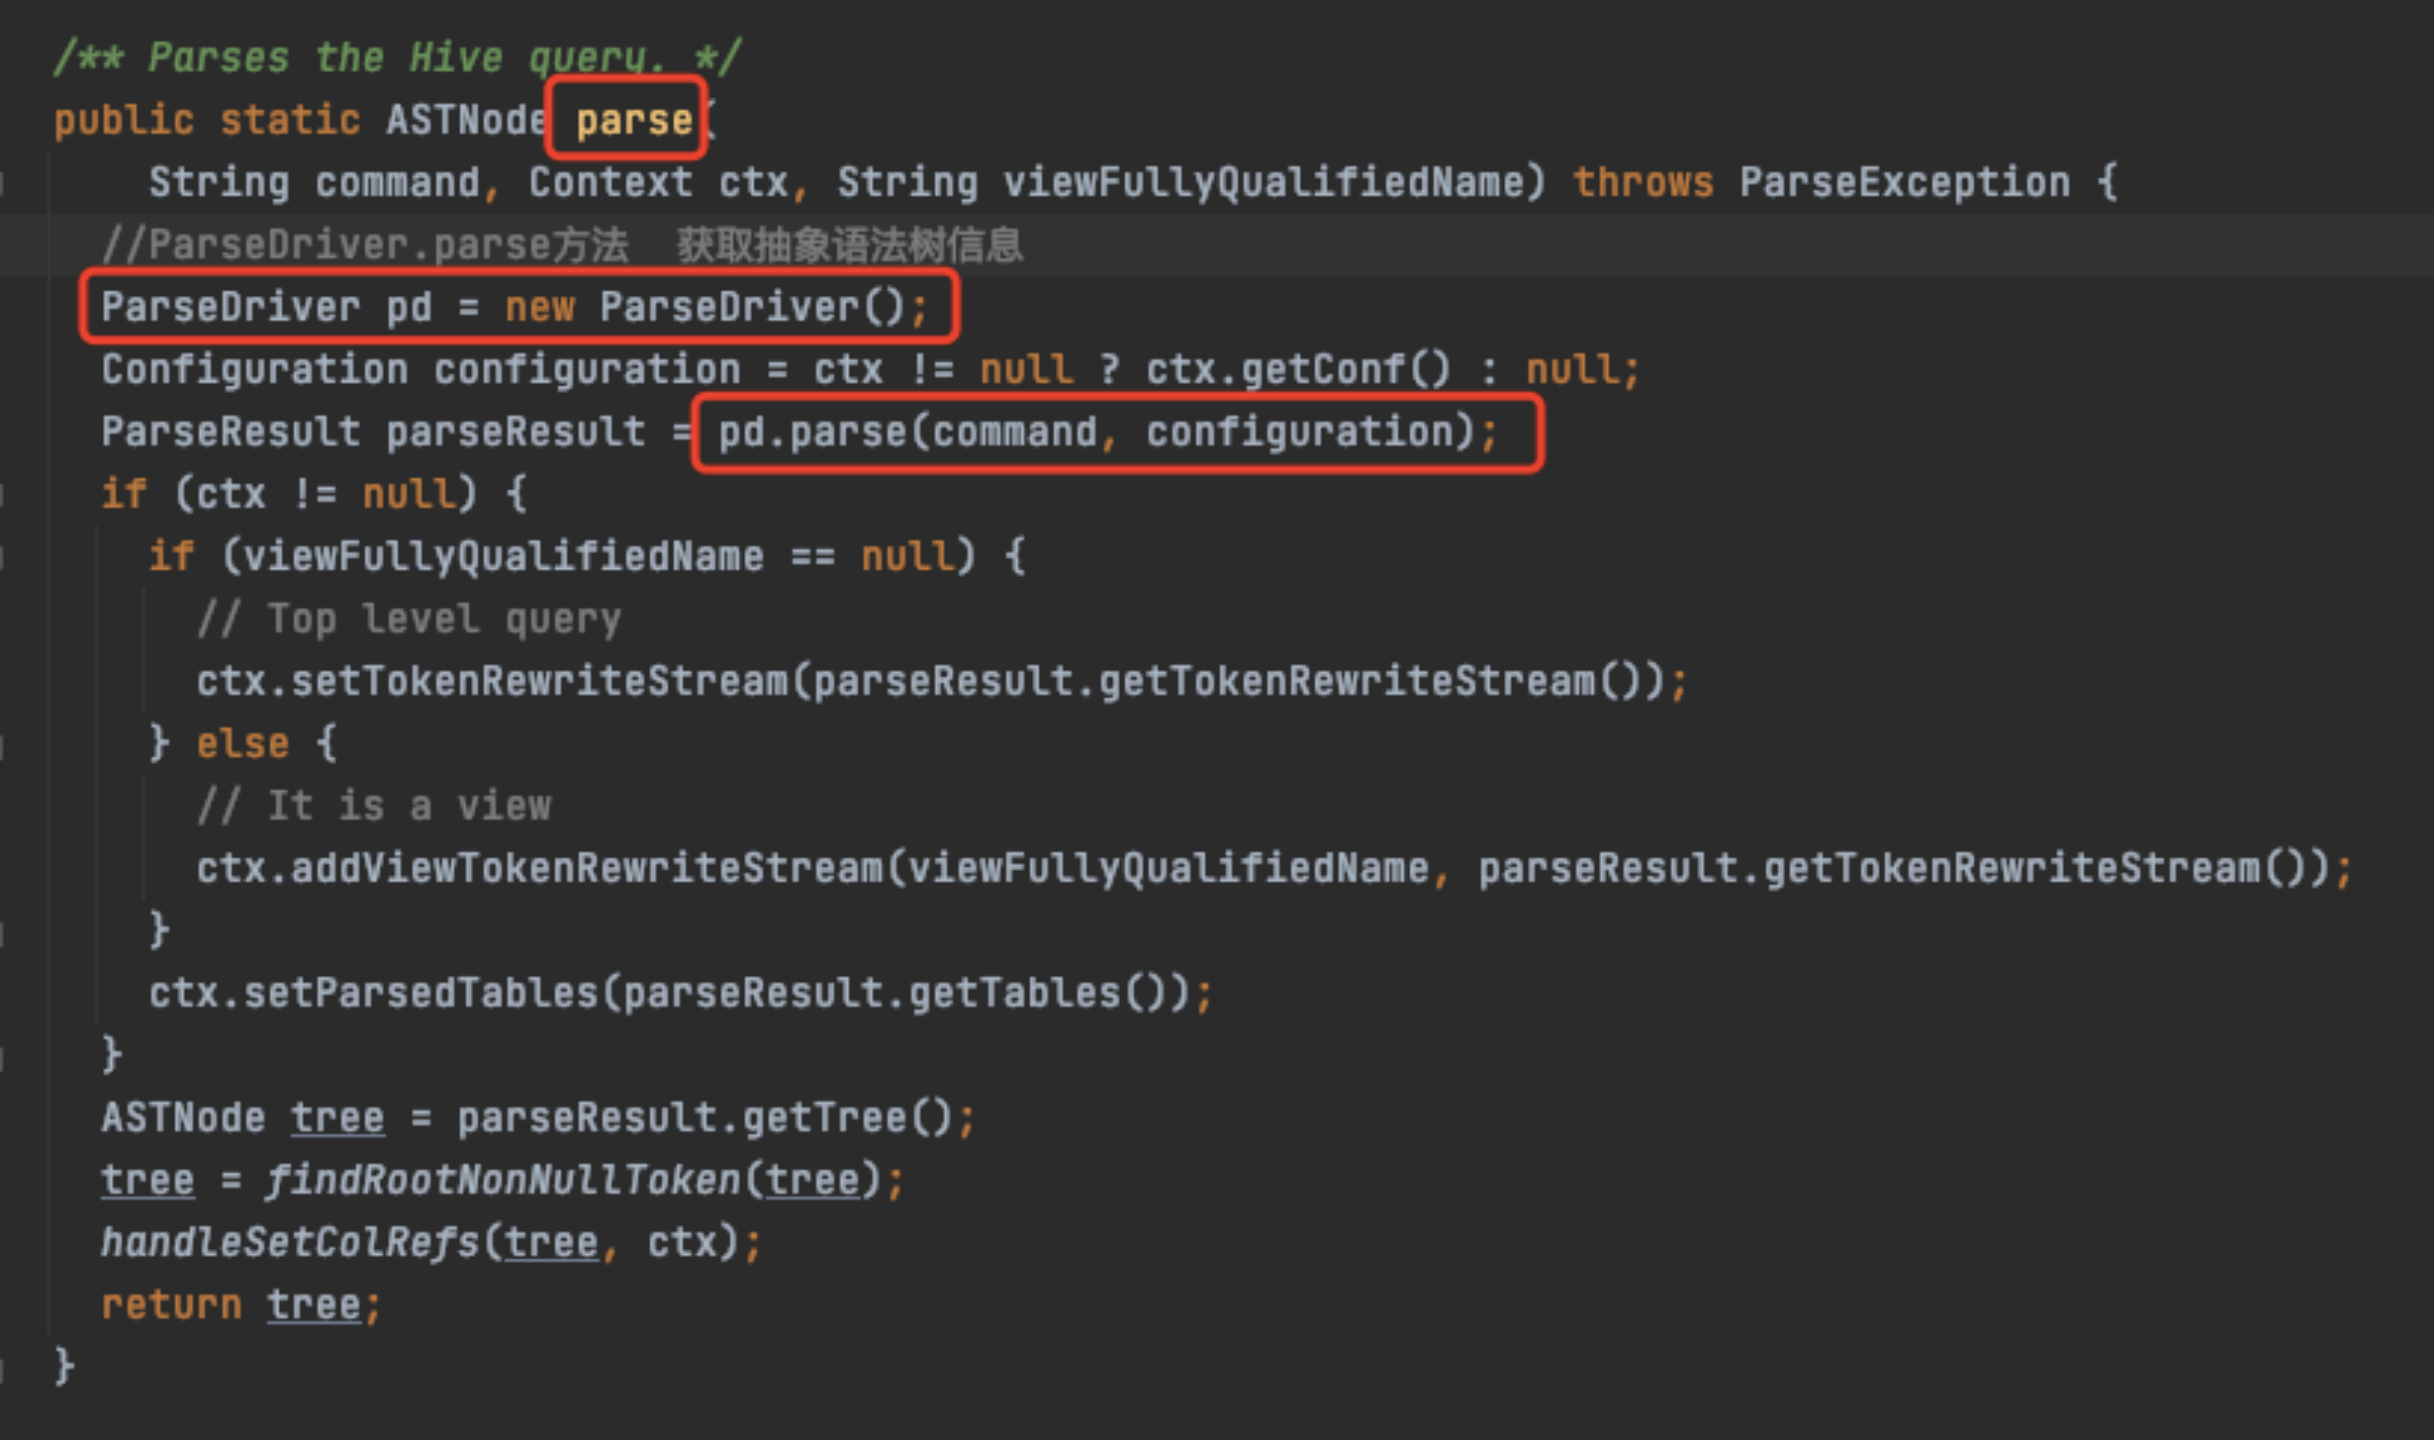 /** Parses the Hive query. */
public static ASTNode parse(
String command, Context ctx, String viewFullyQualifiedName) throws ParseException {
//ParseDriver.parse方法  获取抽象语法树信息
ParseDriver pd = new ParseDriver();
Configuration configuration = ctx != null ? ctx.getConf() : null;
ParseResult parseResult = pd.parse(command, configuration);
if (ctx != null) {
if (viewFullyQualifiedName == null) {
// Top level query
ctx.setTokenRewriteStream(parseResult.getTokenRewriteStream());
} else {
// It is a view
ctx.addViewTokenRewriteStream(viewFullyQualifiedName, parseResult.getTokenRewriteStream());
}
ctx.setParsedTables(parseResult.getTables());
}
ASTNode tree = parseResult.getTree();
tree = findRootNonNullToken(tree);
handleSetColRefs(tree, ctx);
return tree;
}